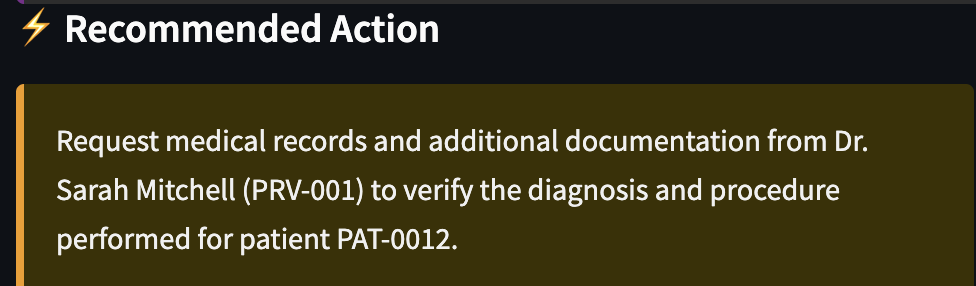 ⚡ Recommended Action
Request medical records and additional documentation from Dr.
Sarah Mitchell (PRV-001) to verify the diagnosis and procedure
performed for patient PAT-0012.